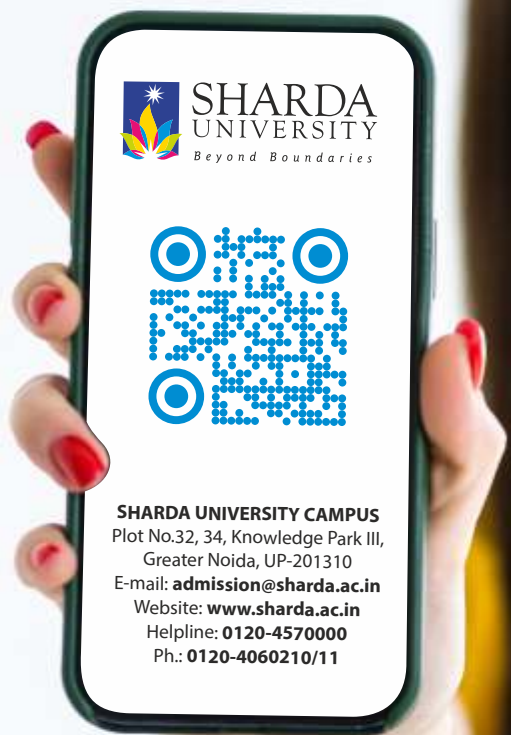 SHARDA
UNIVERSITY
Beyond Boundaries
SHARDA UNIVERSITY CAMPUS
Plot No.32, 34, Knowledge Park III,
Greater Noida, UP-201310
E-mail: admission@sharda.ac.in
Website: www.sharda.ac.in
Helpline: 0120-4570000
Ph.: 0120-4060210/11